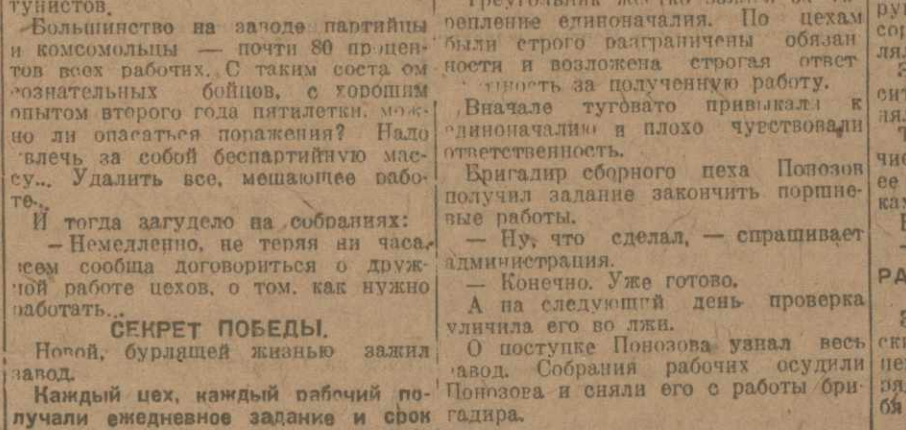 тунистов.
Большинство на заводе партийцы
и комсомольцы — почти 80 процен-
тов всех рабочих. С таким соста ом
сознательных бойцов, с хорошим
опытом второго года пятилетки, мож-
но ли опасаться поражения? Надо
влечь за собой беспартийную мас-
су... Удалить все, мешающее рабо-
те...
И тогда загудело на собраниях:
— Немедленно, не теряя ни часа,
всем сообща договориться о друж-
ной работе цехов, о том, как нужно
работать...
СЕКРЕТ ПОБЕДЫ.
Новой, бурлящей жизнью зажил
завод.
Каждый цех, каждый рабочий по-
лучали ежедневное задание и срок
репление единоначалия. По цехам
были строго разграничены обязан
ности и возложена строгая ответ
ность за полученную работу.
Вначале туговато привыкали к
единоначалию и плохо чувствовали
ответственность.
Бригадир сборного цеха Понозов
получил задание закончить поршне-
вые работы.
— Ну, что сделал, — спрашивает
администрация.
— Конечно. Уже готово.
А на следующий день проверка
уличила его во лжи.
О поступке Понозова узнал весь
завод. Собрания рабочих осудили
Понозова и сняли его с работы бри-
гадира.